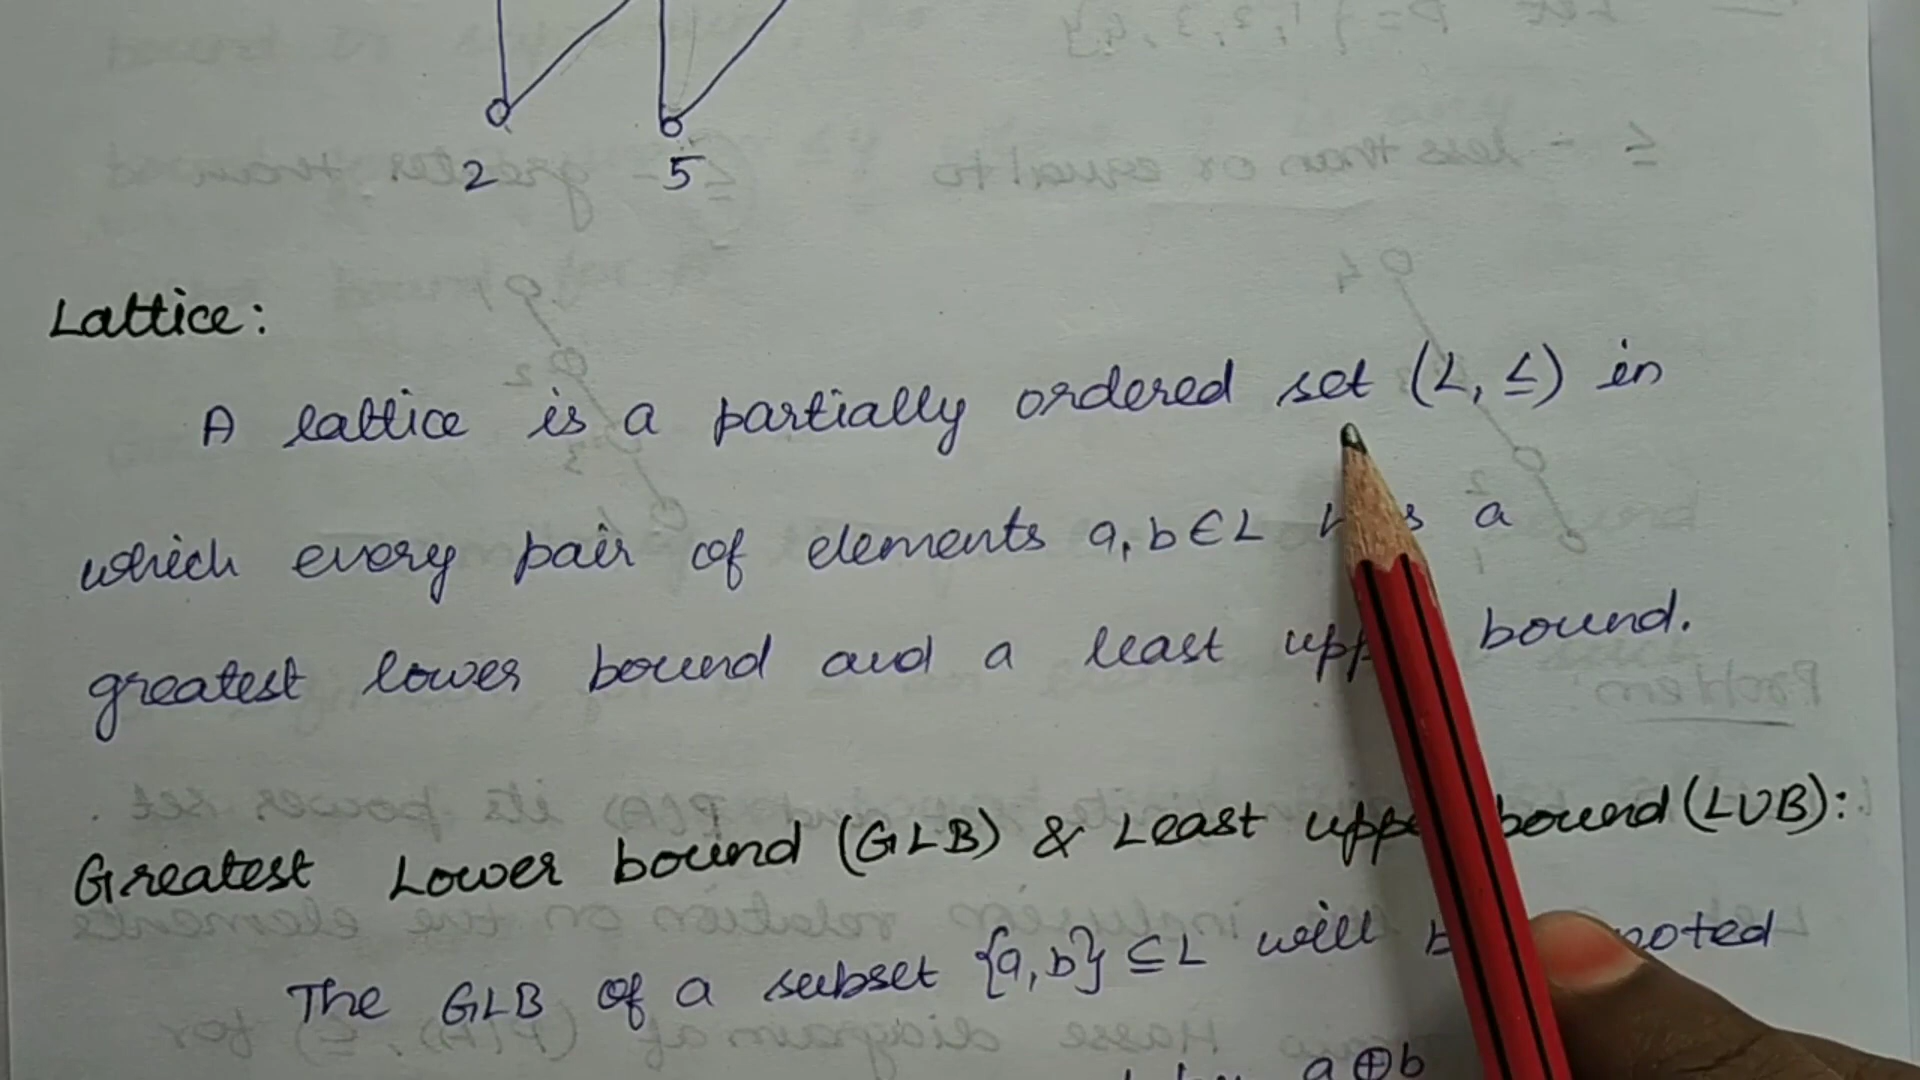 2 5
Lattice:
A lattice is a partially ordered set (L, ≤) in
which every pair of elements a, b ∈ L a
greatest lower bound and a least bound.
Greatest Lower bound (GLB) & Least bound (LUB):
The GLB of a subset {a, b} ⊆ L will
a ⊕ b